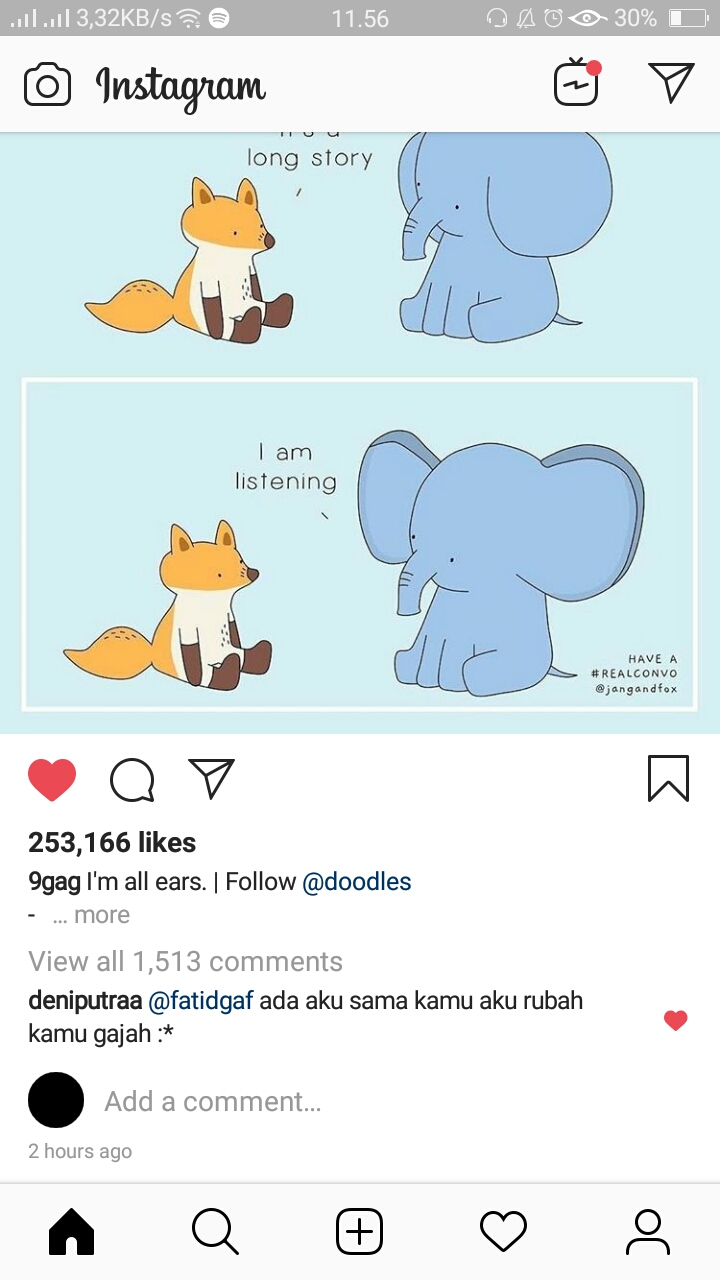 3,32KB/s 11.56 30%
Instagram
long story
I am
listening
HAVE A
#REALCONVO
@jangandfox
253,166 likes
9gag I'm all ears. | Follow @doodles
- ... more
View all 1,513 comments
deniputraa @fatidgaf ada aku sama kamu aku rubah
kamu gajah :*
Add a comment...
2 hours ago